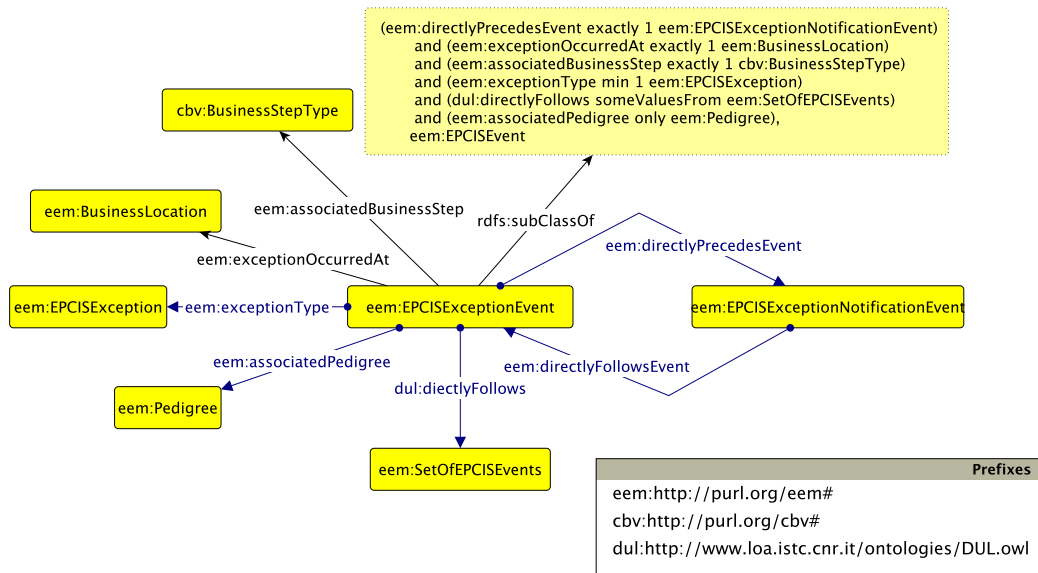 (eem:directlyPrecedesEvent exactly 1 eem:EPCISExceptionNotificationEvent)
and (eem:exceptionOccurredAt exactly 1 eem:BusinessLocation)
and (eem:associatedBusinessStep exactly 1 cbv:BusinessStepType)
and (eem:exceptionType min 1 eem:EPCISException)
and (dul:directlyFollows someValuesFrom eem:SetOfEPCISEvents)
and (eem:associatedPedigree only eem:Pedigree),
eem:EPCISEvent
cbv:BusinessStepType
eem:BusinessLocation
eem:associatedBusinessStep
rdfs:subClassOf
eem:directlyPrecedesEvent
eem:exceptionOccurredAt
eem:EPCISException
eem:exceptionType
eem:EPCISExceptionEvent
eem:EPCISExceptionNotificationEvent
eem:associatedPedigree
eem:directlyFollowsEvent
dul:diectlyFollows
eem:Pedigree
eem:SetOfEPCISEvents
Prefixes
eem:http://purl.org/eem#
cbv:http://purl.org/cbv#
dul:http://www.loa.istc.cnr.it/ontologies/DUL.owl